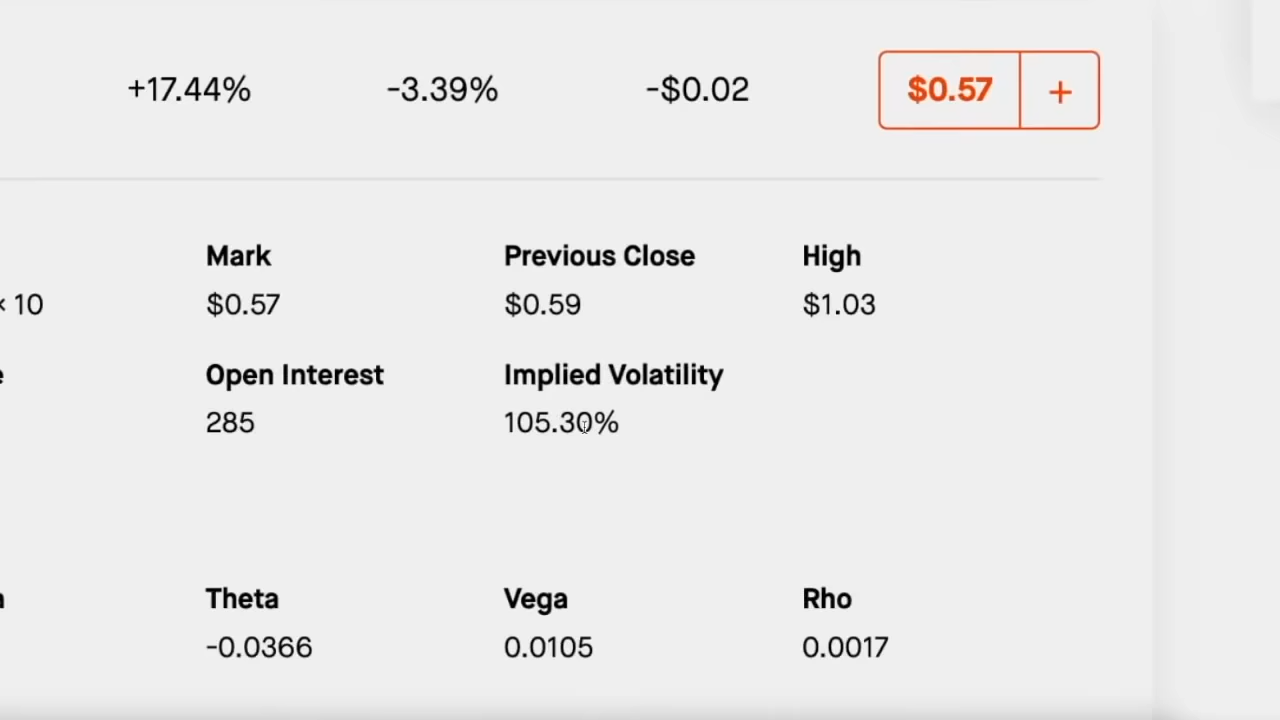 +17.44% -3.39% -$0.02 $0.57 +
Mark Previous Close High
× 10 $0.57 $0.59 $1.03
e Open Interest Implied Volatility
285 105.30%
Theta Vega Rho
-0.0366 0.0105 0.0017